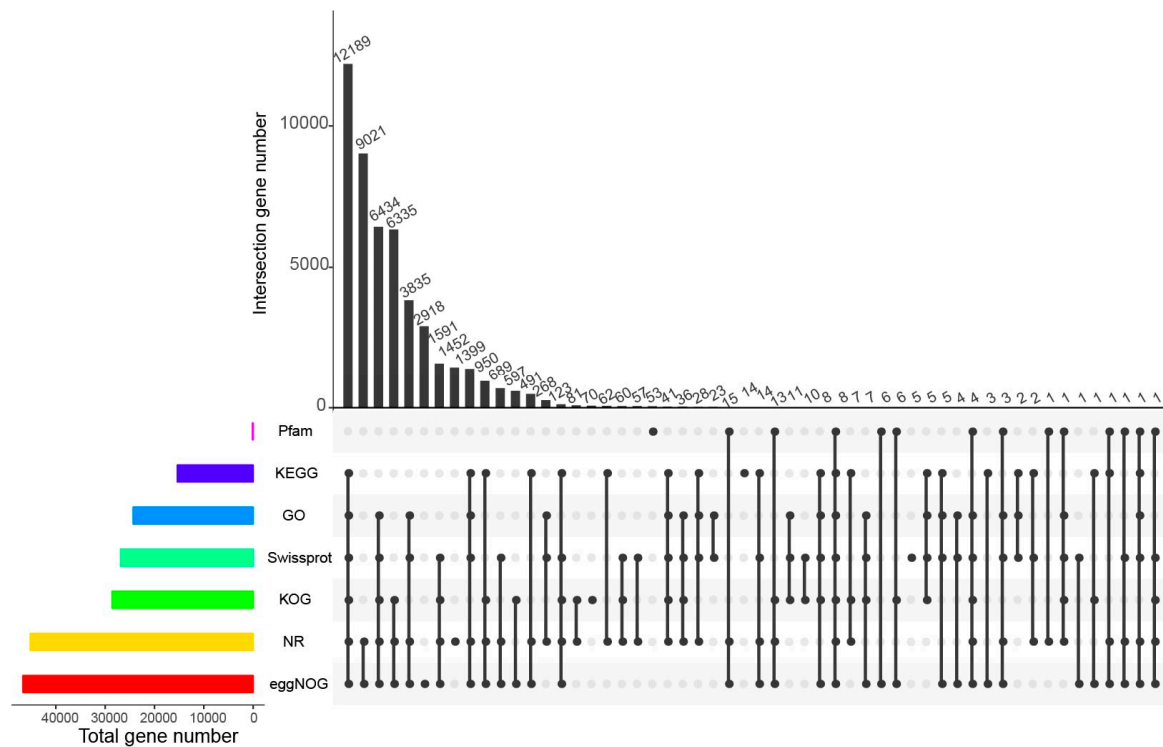 12189 9021 6434 6335 3835 2918 1591 1452 1399 950 689 597 491 268 123 81 70 62 60 57 53 41 36 28 23 15 14 14 13 11 10 8 8 7 7 6 6 5 5 5 4 4 3 3 2 2 1 1 1 1 1 1 1 1
Intersection gene number
10000
5000
0
Pfam
KEGG
GO
Swissprot
KOG
NR
eggNOG
40000 30000 20000 10000 0
Total gene number